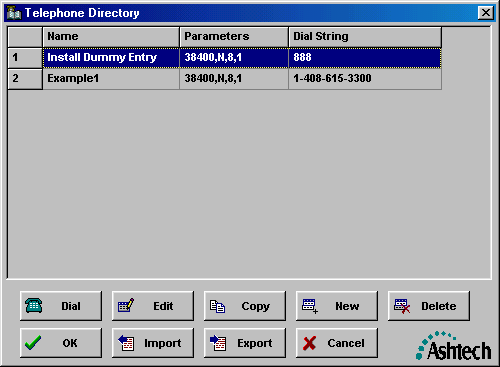 Telephone Directory
Name Parameters Dial String
1 Install Dummy Entry 38400,N,8,1 888
2 Example1 38400,N,8,1 1-408-615-3300
Dial Edit Copy New Delete
OK Import Export Cancel
Ashtech